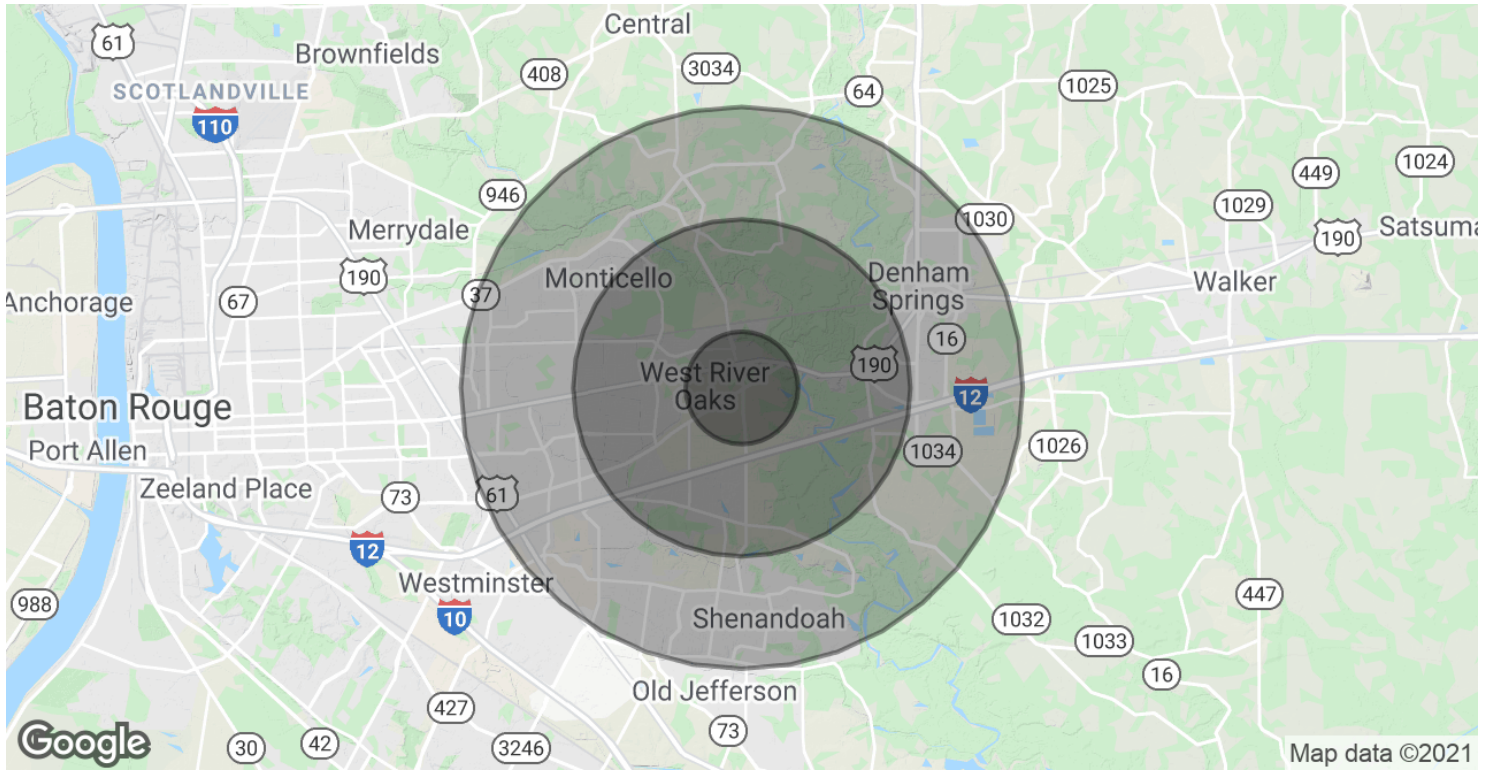 Central
61
Brownfields
408
3034
64
1025
SCOTLANDVILLE
110
1024
449
946
1029
1030
Merrydale
190
Satsuma
190
Monticello
Denham
Springs
37
Walker
Anchorage
67
16
190
West River
Oaks
12
Baton Rouge
Port Allen
1034
1026
Zeeland Place
73
61
12
Westminster
988
10
447
Shenandoah
1032
1033
16
Old Jefferson
427
73
30
42
3246
Google
Map data ©2021